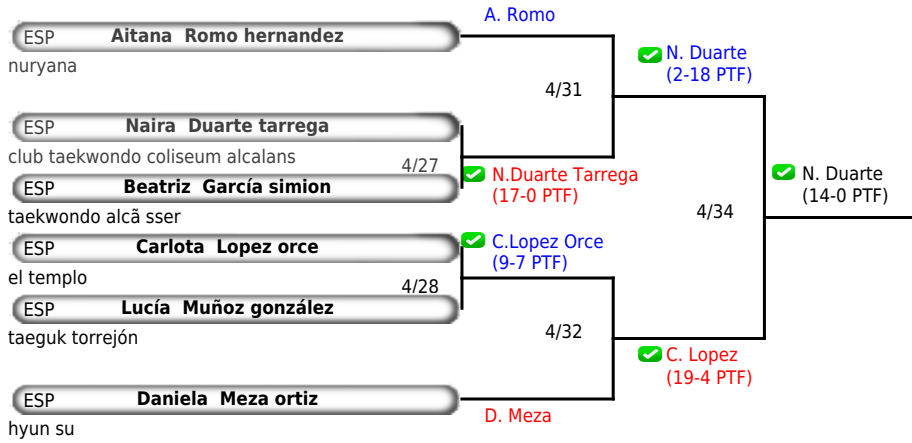 A. Romo
ESP Aitana Romo hernandez
nuryana
N. Duarte
(2-18 PTF)
4/31
ESP Naira Duarte tarrega
club taekwondo coliseum alcalans
4/27
N.Duarte Tarrega
(17-0 PTF)
N. Duarte
(14-0 PTF)
ESP Beatriz García simion
taekwondo alcã sser
4/34
ESP Carlota Lopez orce
C.Lopez Orce
(9-7 PTF)
el templo
4/28
ESP Lucía Muñoz gonzález
taeguk torrejón
4/32
C. Lopez
(19-4 PTF)
ESP Daniela Meza ortiz
D. Meza
hyun su